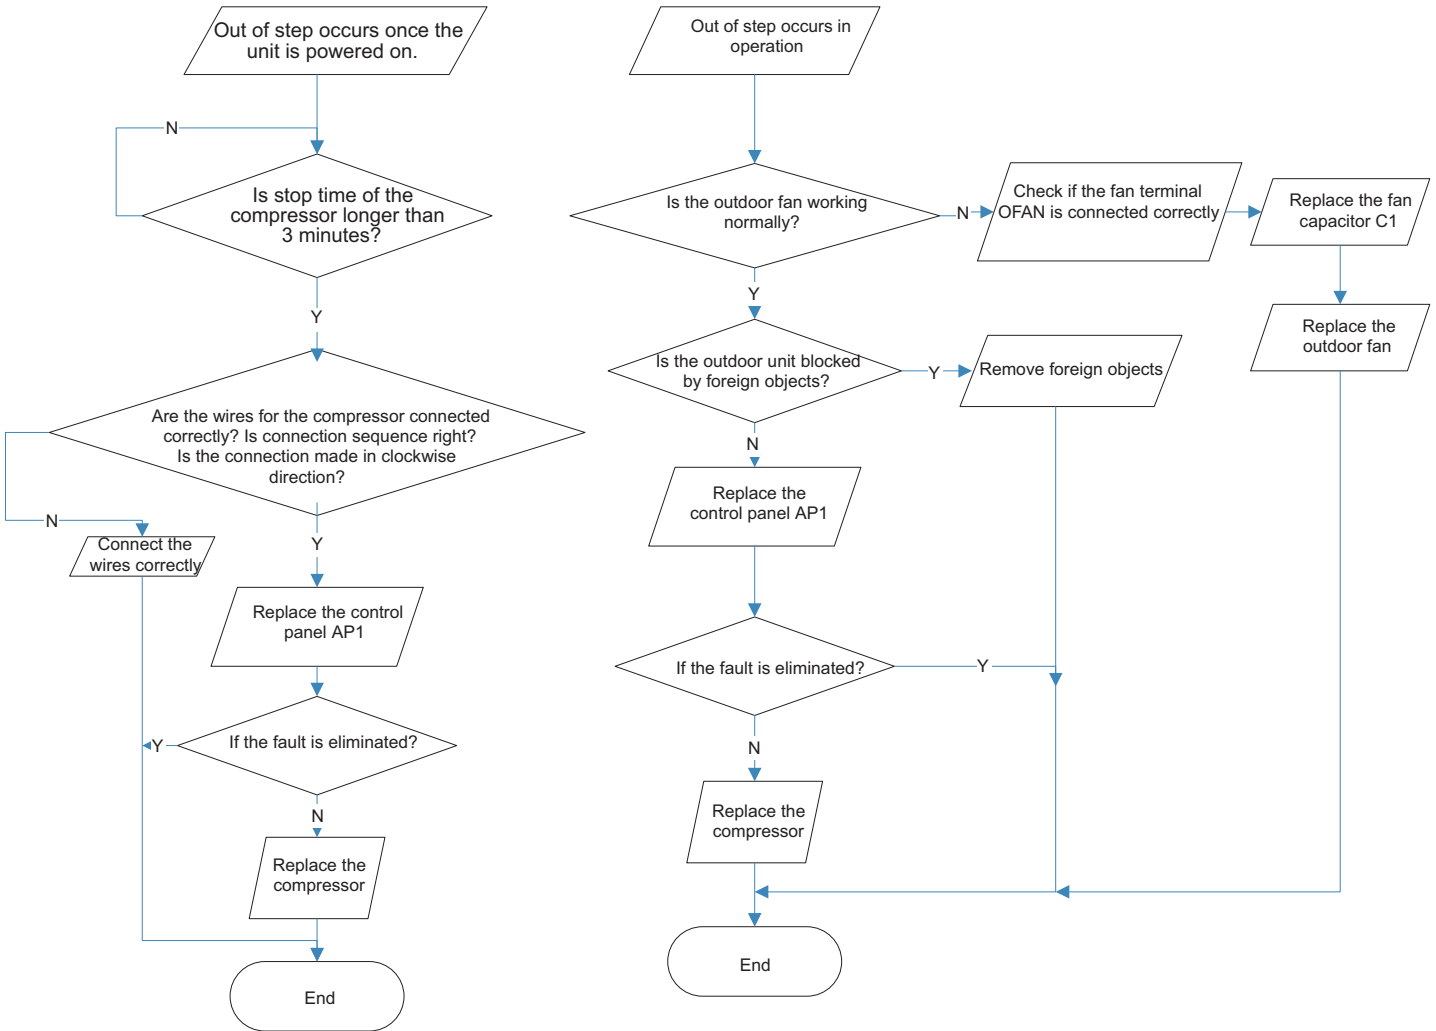 Out of step occurs once the
unit is powered on.
N
Is stop time of the
compressor longer than
3 minutes?
Y
Are the wires for the compressor connected
correctly? Is connection sequence right?
Is the connection made in clockwise
direction?
N
Connect the
wires correctly
Y
Replace the control
panel AP1
If the fault is eliminated?
Y
N
Replace the
compressor
End
Out of step occurs in
operation
Is the outdoor fan working
normally?
N
Check if the fan terminal
OFAN is connected correctly
Replace the fan
capacitor C1
Replace the
outdoor fan
Y
Is the outdoor unit blocked
by foreign objects?
Y
Remove foreign objects
N
Replace the
control panel AP1
If the fault is eliminated?
Y
N
Replace the
compressor
End